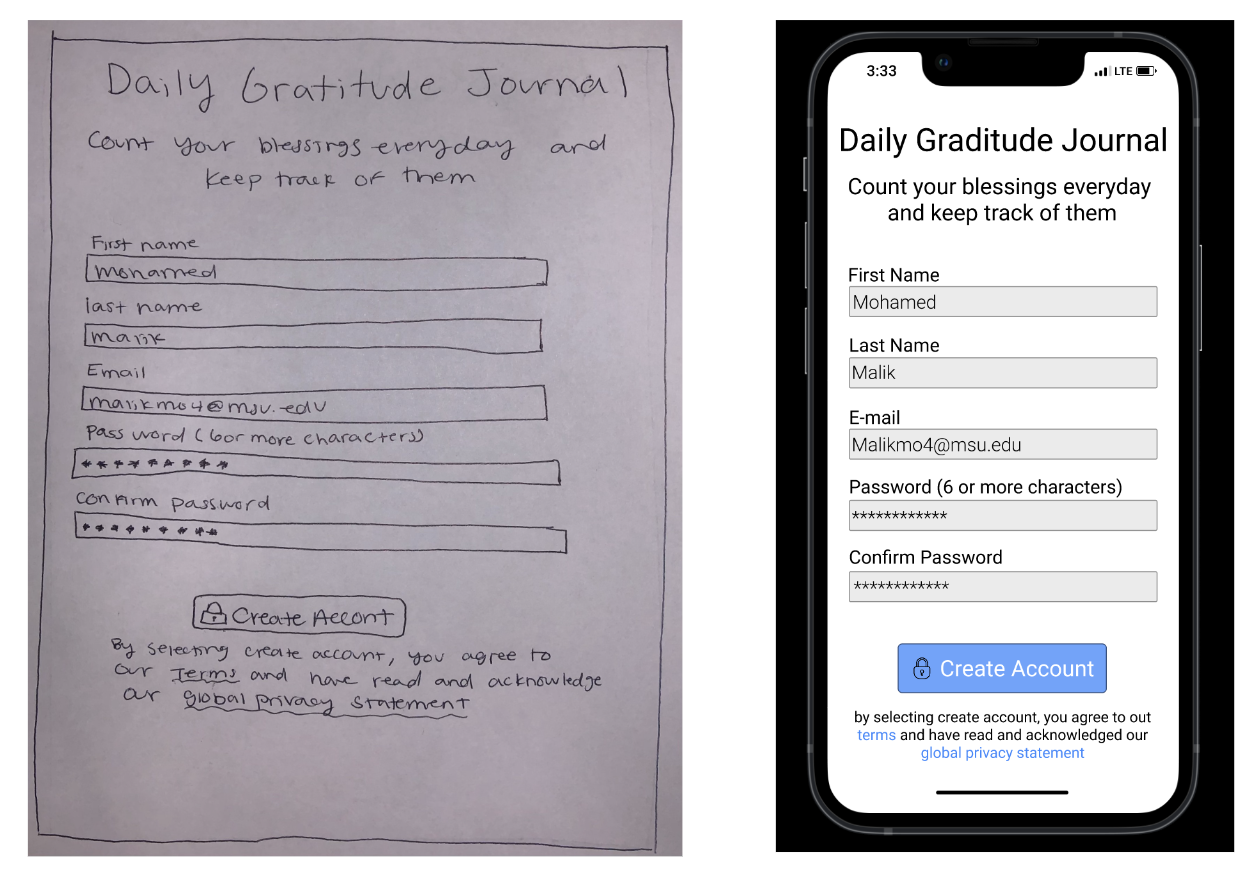 Daily Gratitude Journal
Count your blessings everyday and
keep track of them
First name
mohamed
last name
malik
Email
malikmo4@msu.edu
Password (6 or more characters)
*********
confirm password
*********
Create Accont
By selecting create account, you agree to
our Terms and have read and acknowledge
our global privacy statement
3:33
LTE
Daily Graditude Journal
Count your blessings everyday
and keep track of them
First Name
Mohamed
Last Name
Malik
E-mail
Malikmo4@msu.edu
Password (6 or more characters)
************
Confirm Password
************
Create Account
by selecting create account, you agree to out
terms and have read and acknowledged our
global privacy statement